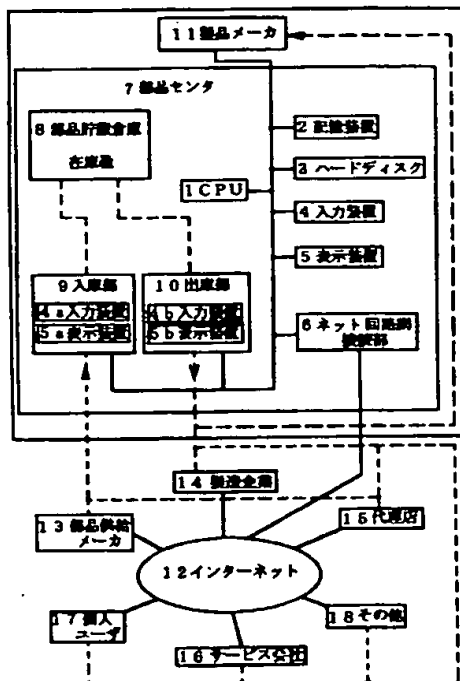 11製品メーカ
7部品センタ
8部品貯蔵倉庫
在庫量
2記憶装置
3ハードディスク
1CPU
4入力装置
5表示装置
9入庫部
4a入力装置
5a表示装置
10出庫部
4b入力装置
5b表示装置
6ネット回路網
接続部
14製造企業
13部品供給
メーカ
15代理店
12インターネット
17個人
ユーザ
18その他
16サービス会社